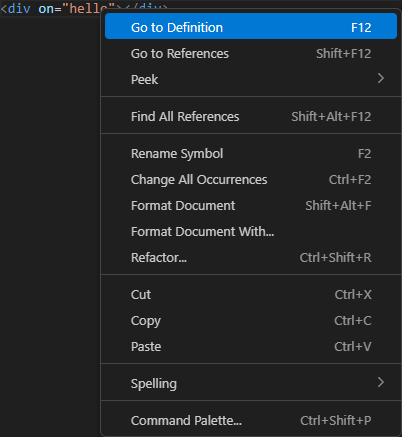 <div on="hello"></div>
Go to Definition F12
Go to References Shift+F12
Peek
Find All References Shift+Alt+F12
Rename Symbol F2
Change All Occurrences Ctrl+F2
Format Document Shift+Alt+F
Format Document With...
Refactor... Ctrl+Shift+R
Cut Ctrl+X
Copy Ctrl+C
Paste Ctrl+V
Spelling
Command Palette... Ctrl+Shift+P